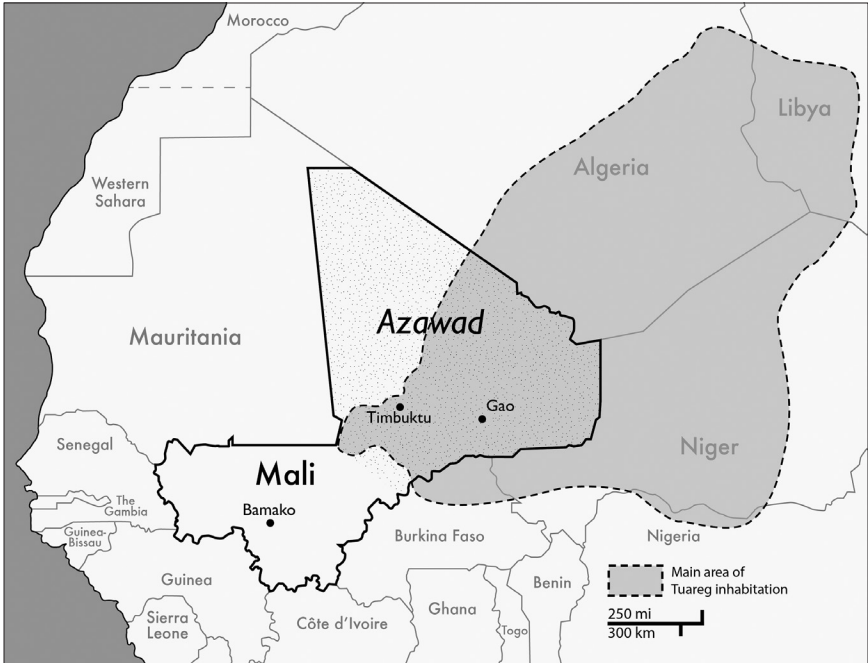 Morocco
Libya
Algeria
Western
Sahara
Azawad
Mauritania
Timbuktu
Gao
Senegal
Niger
Mali
The
Gambia
Bamako
Guinea-
Bissau
Burkina Faso
Nigeria
Guinea
Benin
Main area of
Tuareg inhabitation
Ghana
Sierra
Leone
Côte d'Ivoire
Togo
250 mi
300 km